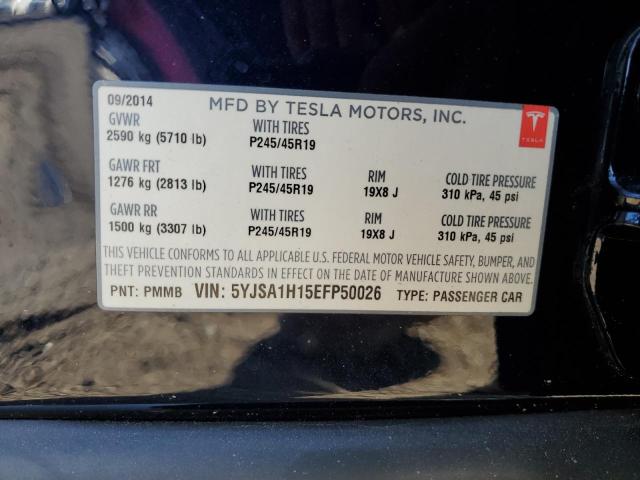 09/2014 MFD BY TESLA MOTORS, INC.
GVWR WITH TIRES
2590 kg (5710 lb) P245/45R19
TESLA
GAWR FRT WITH TIRES RIM COLD TIRE PRESSURE
1276 kg (2813 lb) P245/45R19 19X8 J 310 kPa, 45 psi
GAWR RR WITH TIRES RIM COLD TIRE PRESSURE
1500 kg (3307 lb) P245/45R19 19X8 J 310 kPa, 45 psi
THIS VEHICLE CONFORMS TO ALL APPLICABLE U.S. FEDERAL MOTOR VEHICLE SAFETY, BUMPER, AND
THEFT PREVENTION STANDARDS IN EFFECT ON THE DATE OF MANUFACTURE SHOWN ABOVE.
PNT: PMMB VIN: 5YJSA1H15EFP50026 TYPE: PASSENGER CAR